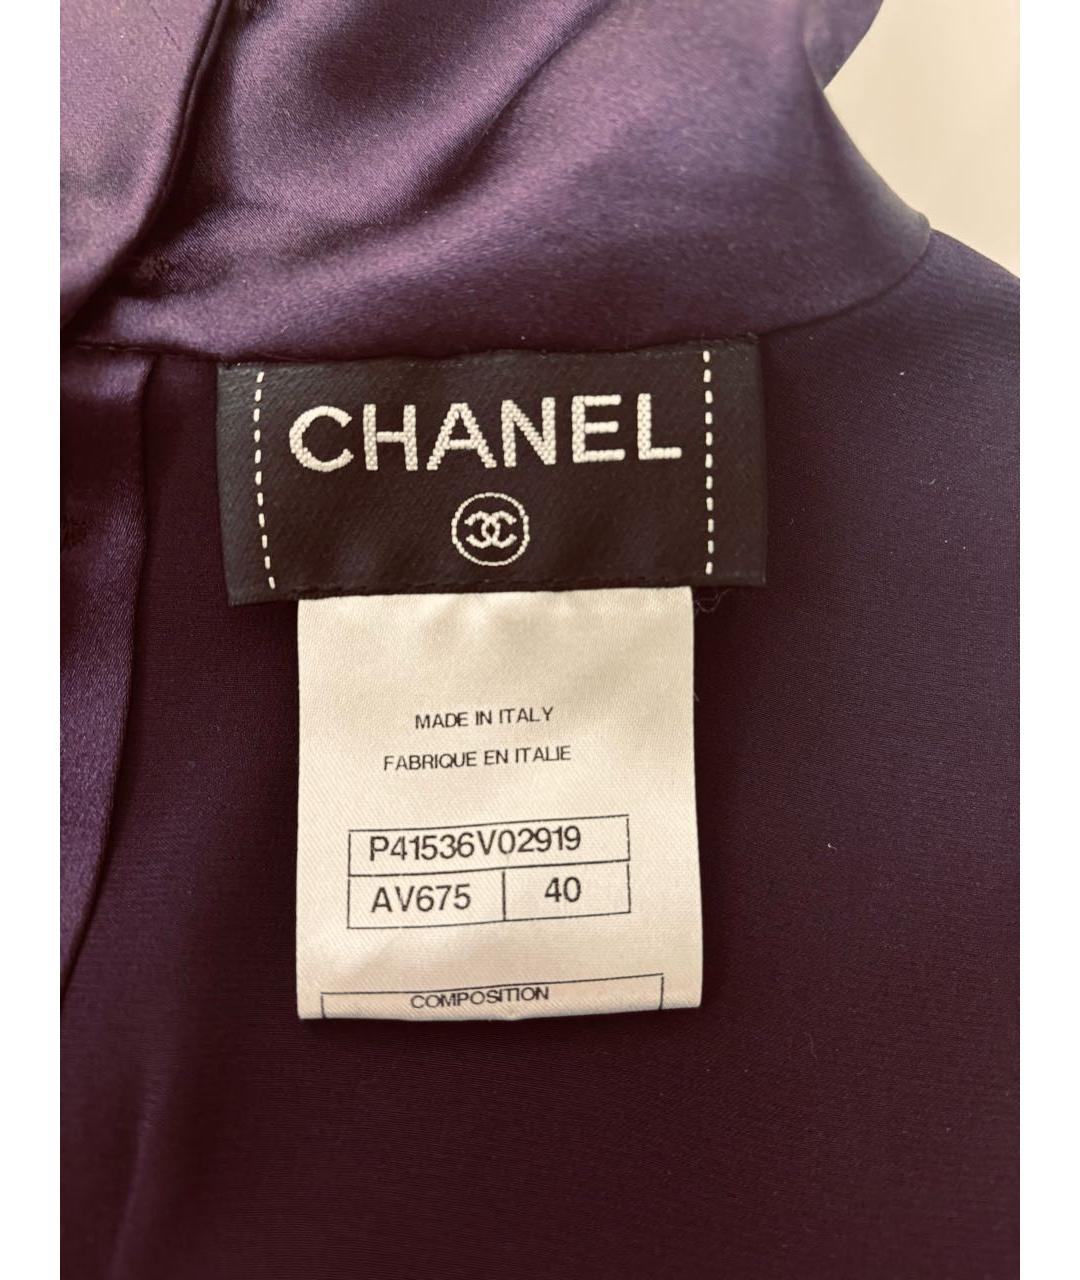 CHANEL
MADE IN ITALY
FABRIQUE EN ITALIE
P41536V02919
AV675 40
COMPOSITION